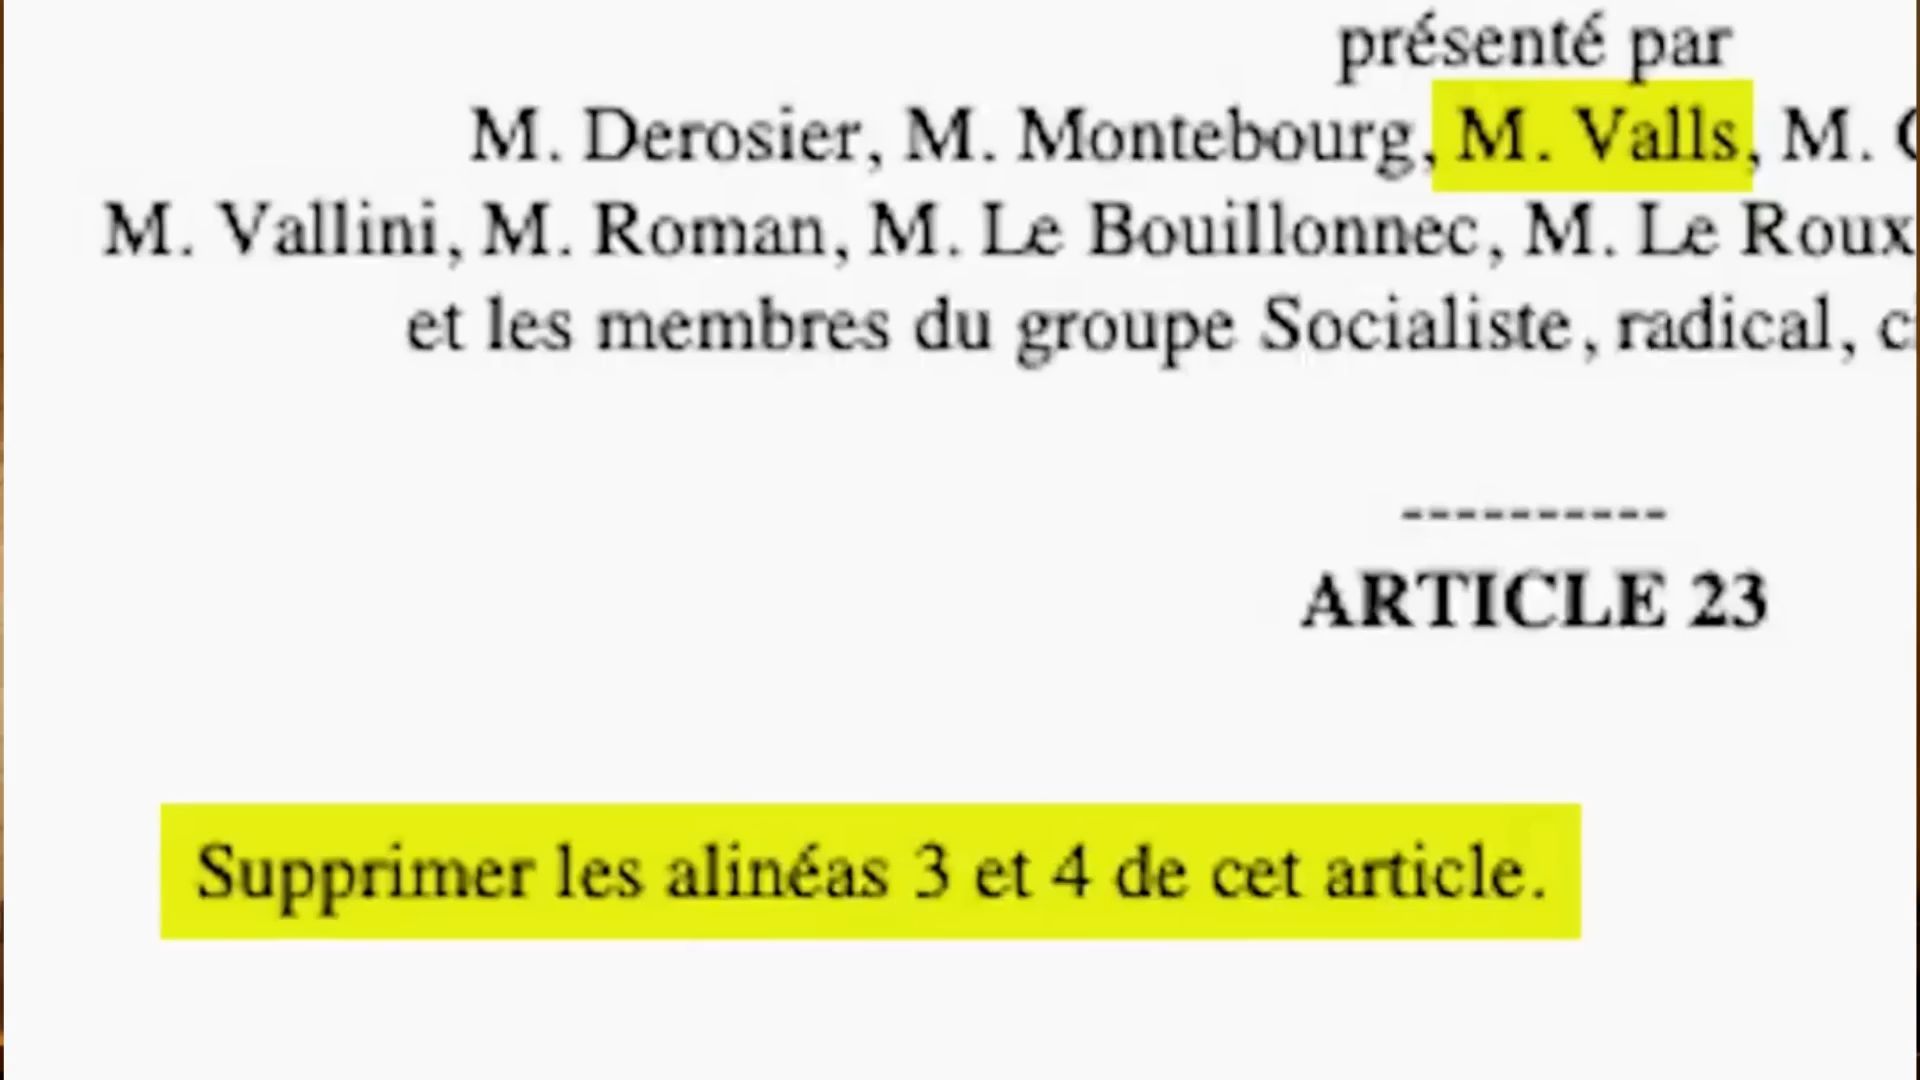 présenté par
M. Derosier, M. Montebourg, M. Valls, M.
M. Vallini, M. Roman, M. Le Bouillonnec, M. Le Roux
et les membres du groupe Socialiste, radical,
----------
ARTICLE 23
Supprimer les alinéas 3 et 4 de cet article.